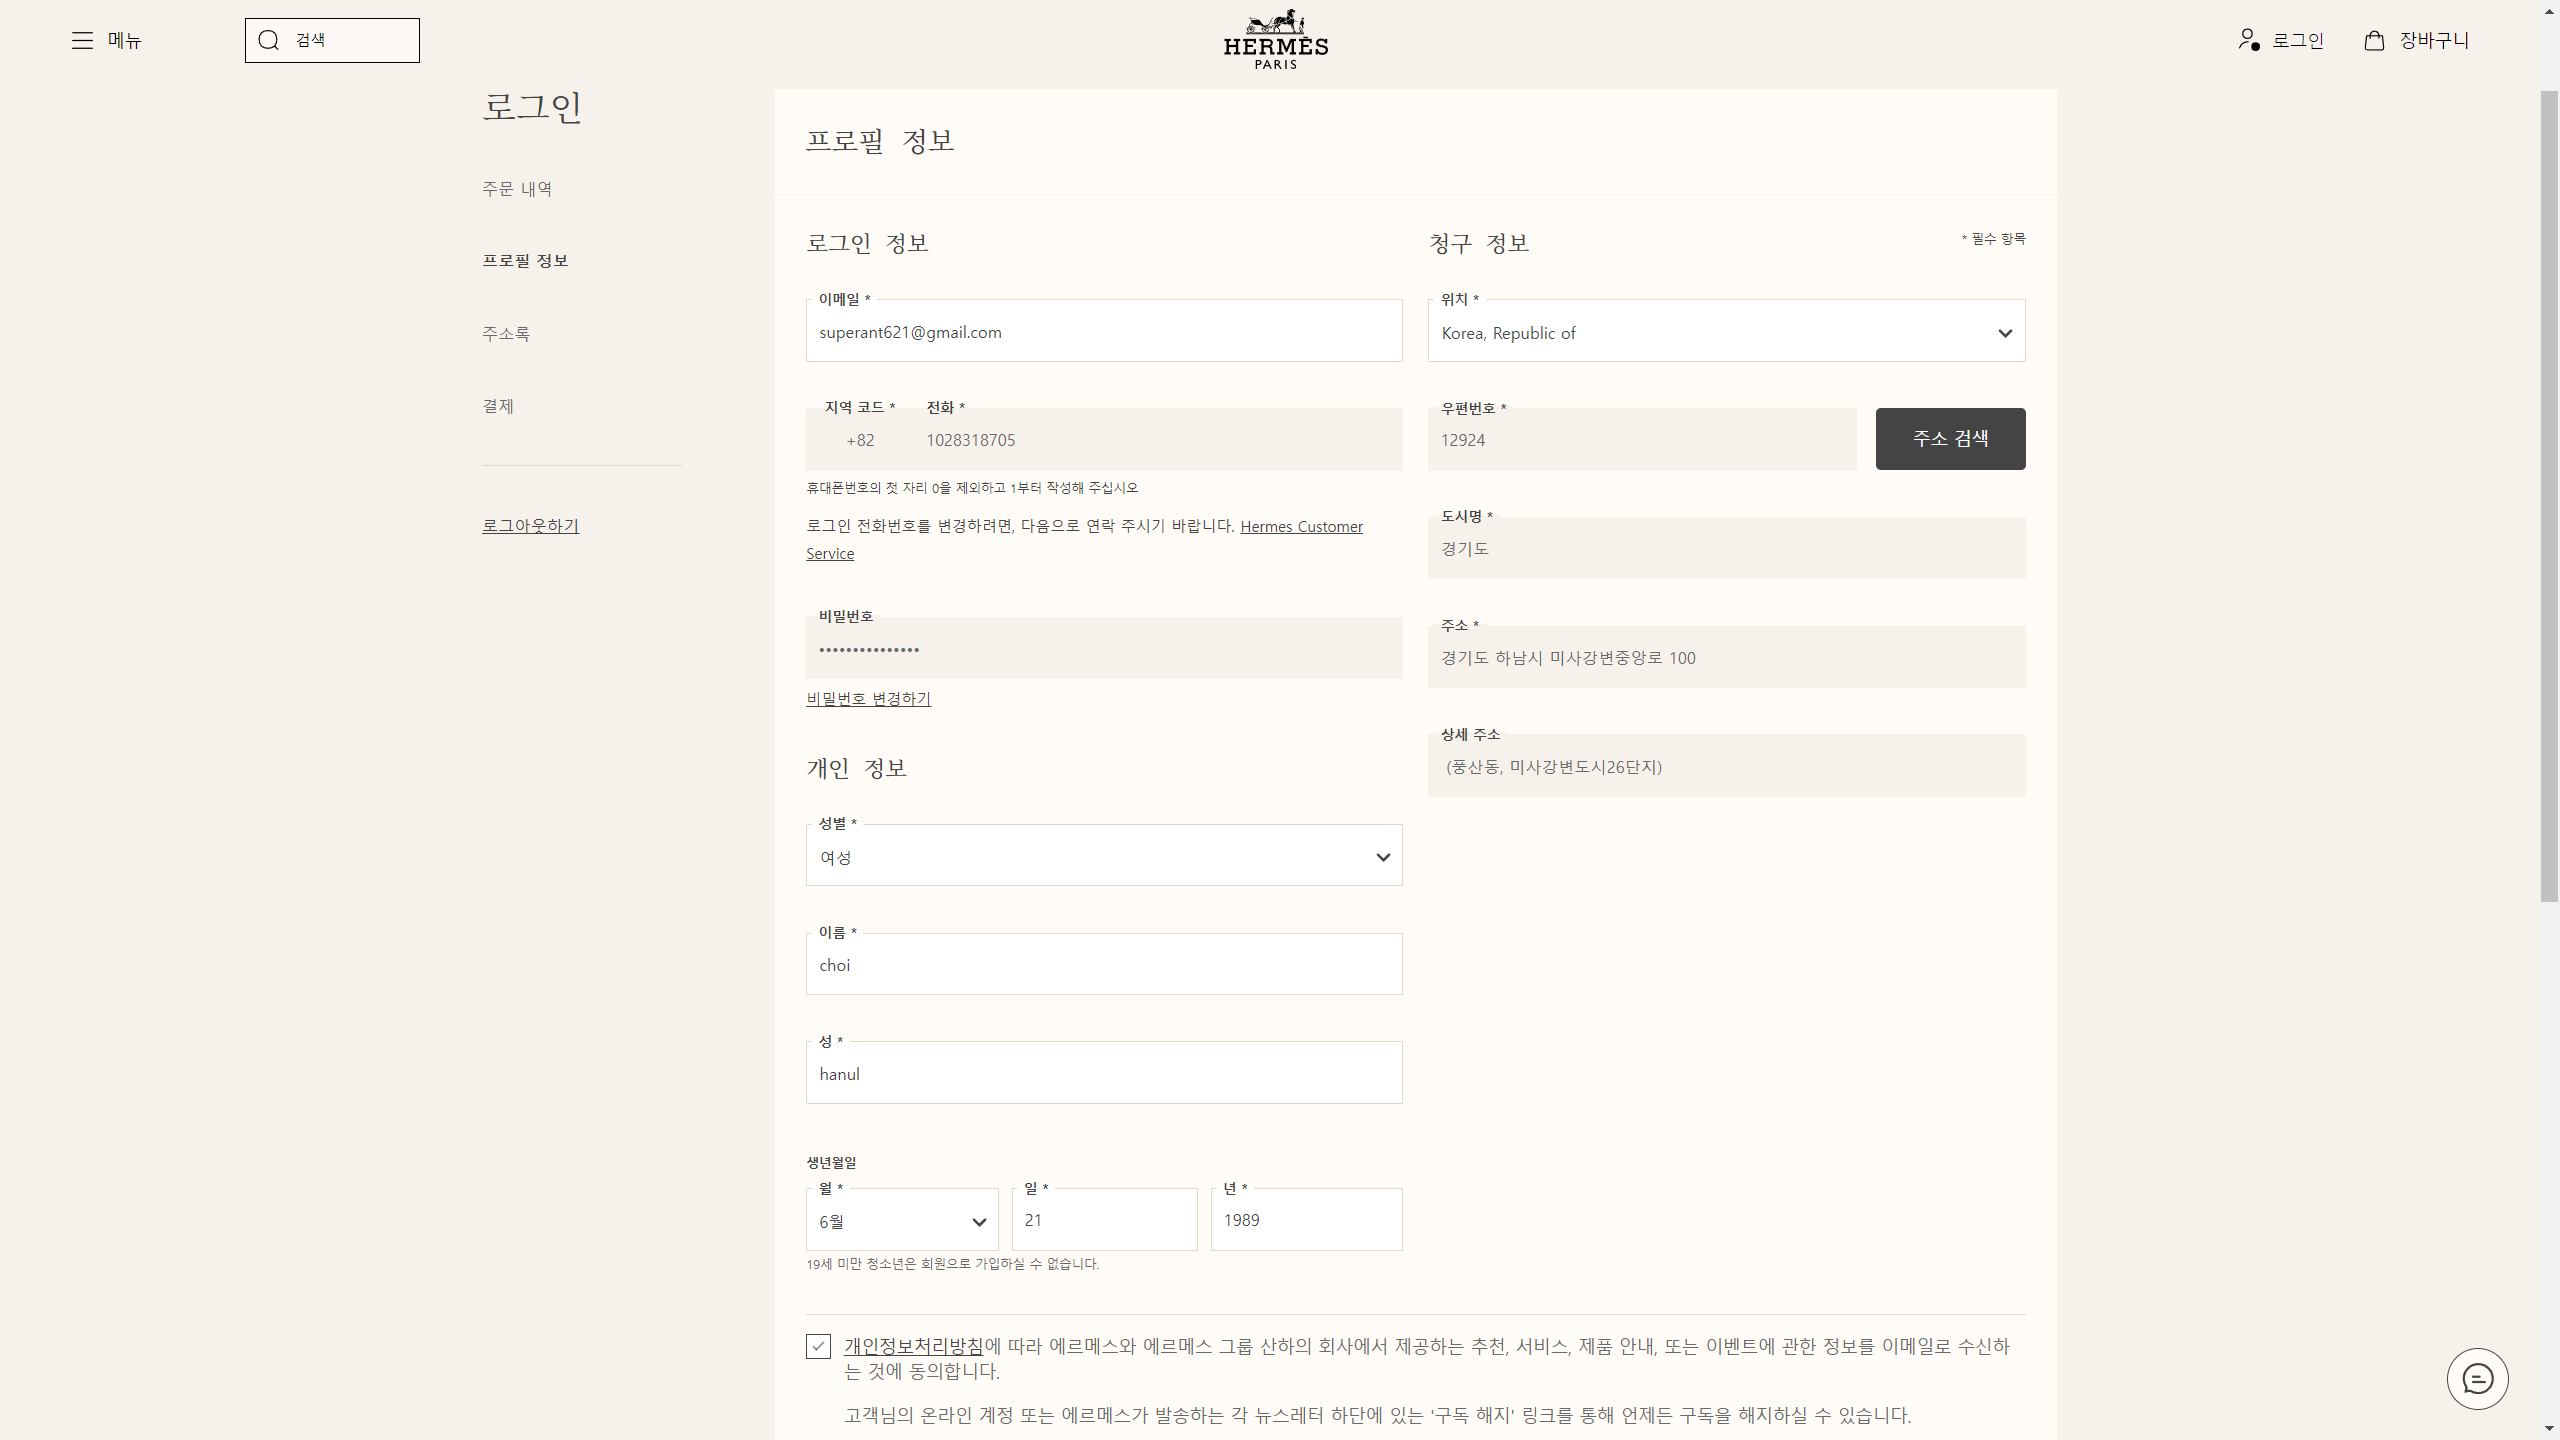 메뉴
검색
HERMÈS
PARIS
로그인
장바구니
로그인
주문 내역
프로필 정보
주소록
결제
로그아웃하기
프로필 정보
로그인 정보
이메일 *
superant621@gmail.com
지역 코드 * 전화 *
+82 1028318705
휴대폰번호의 첫 자리 0을 제외하고 1부터 작성해 주십시오
로그인 전화번호를 변경하려면, 다음으로 연락 주시기 바랍니다. Hermes Customer
Service
비밀번호
•••••••••••••••
비밀번호 변경하기
개인 정보
성별 *
여성
이름 *
choi
성 *
hanul
생년월일
월 * 일 * 년 *
6월 21 1989
19세 미만 청소년은 회원으로 가입하실 수 없습니다.
청구 정보
* 필수 항목
위치 *
Korea, Republic of
우편번호 *
12924
주소 검색
도시명 *
경기도
주소 *
경기도 하남시 미사강변중앙로 100
상세 주소
(풍산동, 미사강변도시26단지)
개인정보처리방침에 따라 에르메스와 에르메스 그룹 산하의 회사에서 제공하는 추천, 서비스, 제품 안내, 또는 이벤트에 관한 정보를 이메일로 수신하
는 것에 동의합니다.
고객님의 온라인 계정 또는 에르메스가 발송하는 각 뉴스레터 하단에 있는 '구독 해지' 링크를 통해 언제든 구독을 해지하실 수 있습니다.